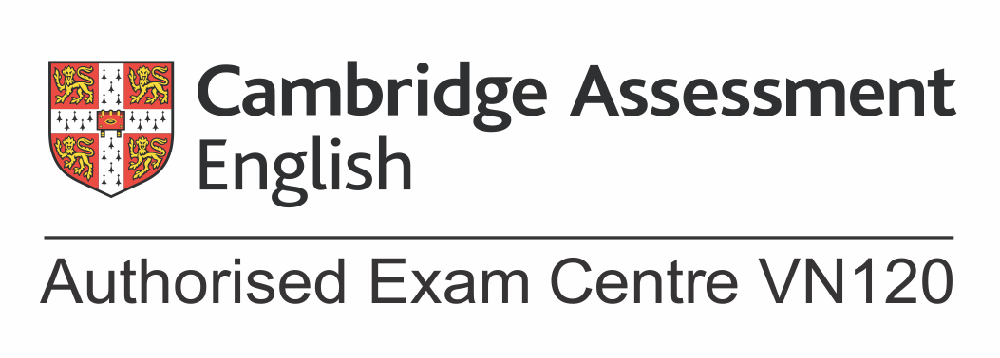 Cambridge Assessment
English
Authorised Exam Centre VN120